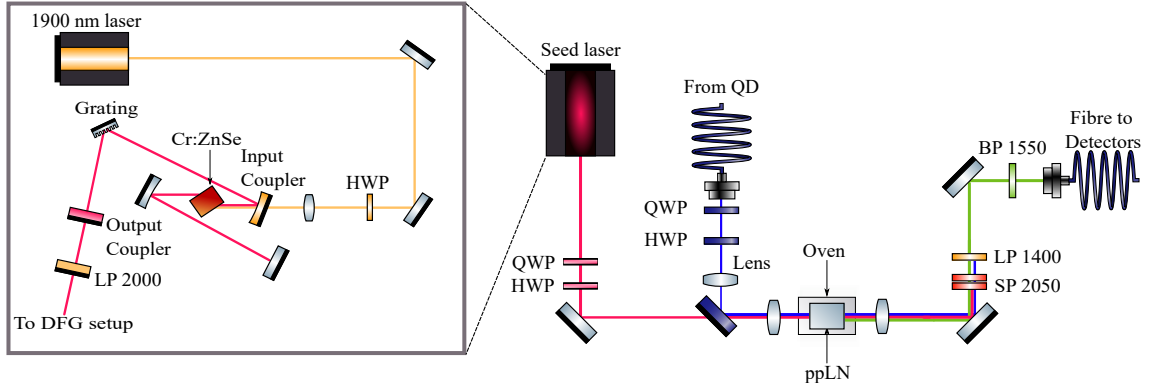 1900 nm laser
Grating
Cr:ZnSe
Input
Coupler
HWP
Output
Coupler
LP 2000
To DFG setup
Seed laser
QWP
HWP
From QD
QWP
HWP
Lens
Oven
ppLN
BP 1550
Fibre to
Detectors
LP 1400
SP 2050